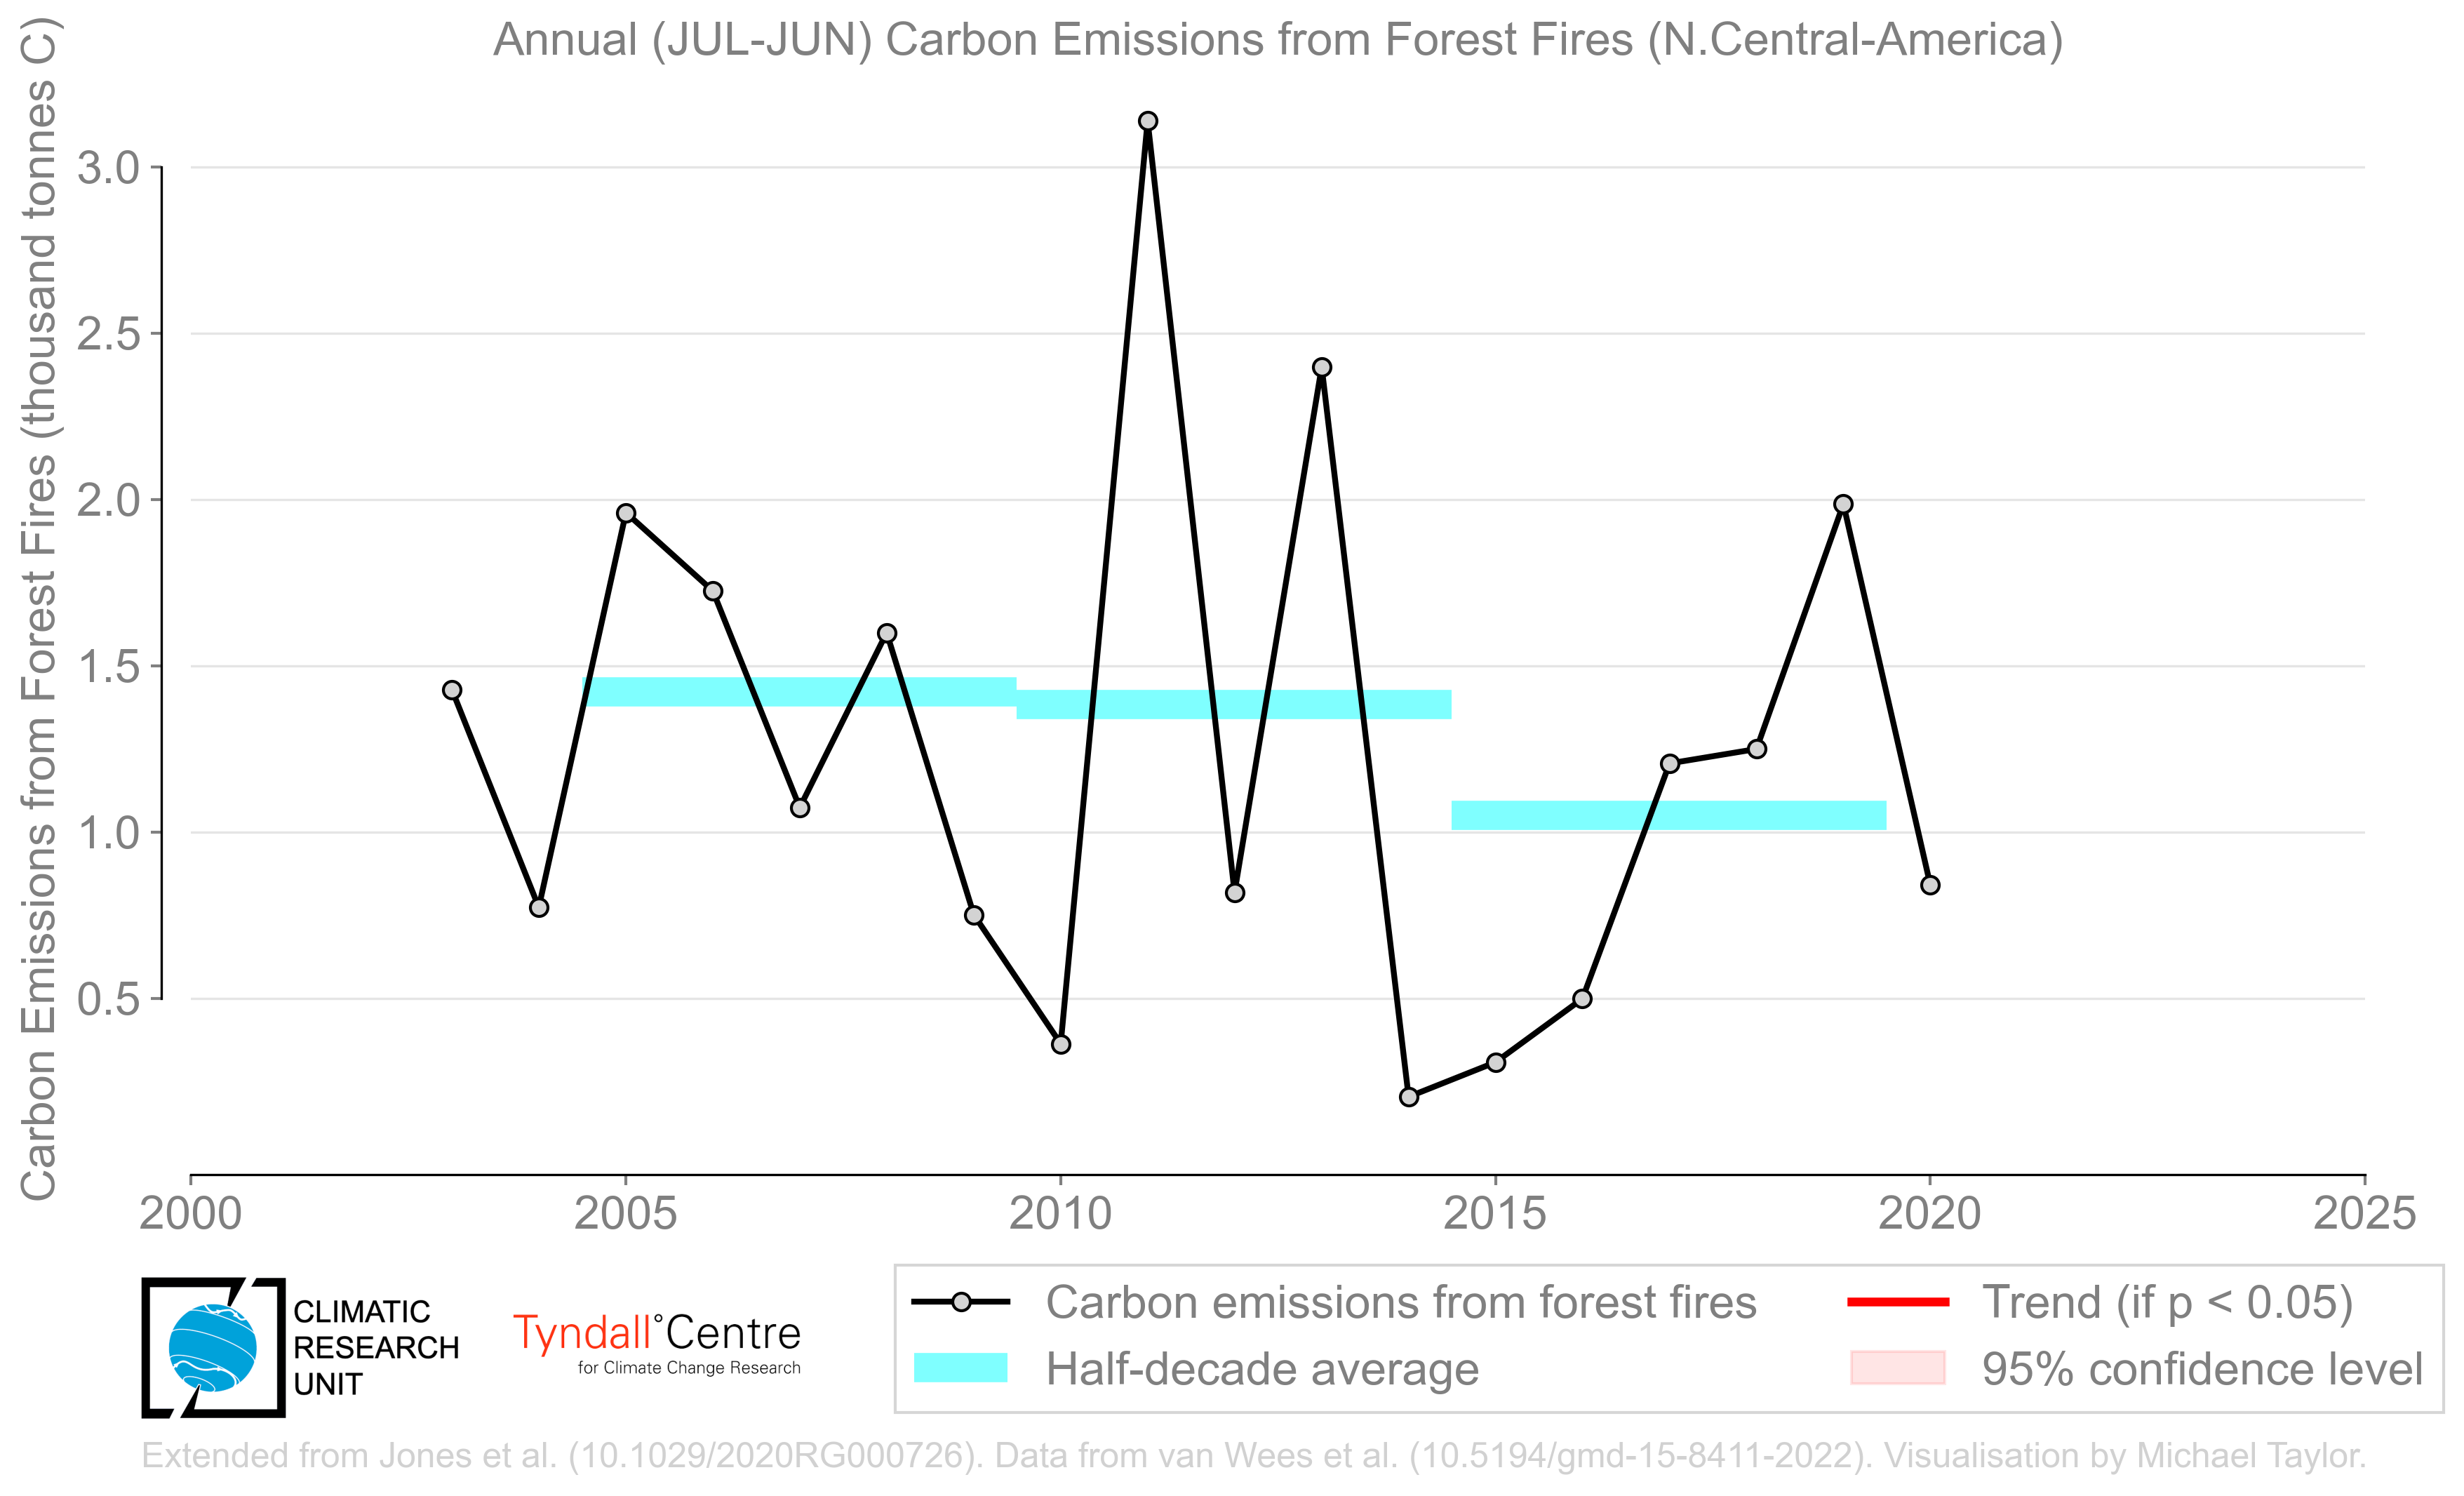 Annual (JUL-JUN) Carbon Emissions from Forest Fires (N.Central-America)
Carbon Emissions from Forest Fires (thousand tonnes C)
3.0
2.5
2.0
1.5
1.0
0.5
2000 2005 2010 2015 2020 2025
CLIMATIC
RESEARCH
UNIT
Tyndall°Centre
for Climate Change Research
Carbon emissions from forest fires
Half-decade average
Trend (if p < 0.05)
95% confidence level
Extended from Jones et al. (10.1029/2020RG000726). Data from van Wees et al. (10.5194/gmd-15-8411-2022). Visualisation by Michael Taylor.